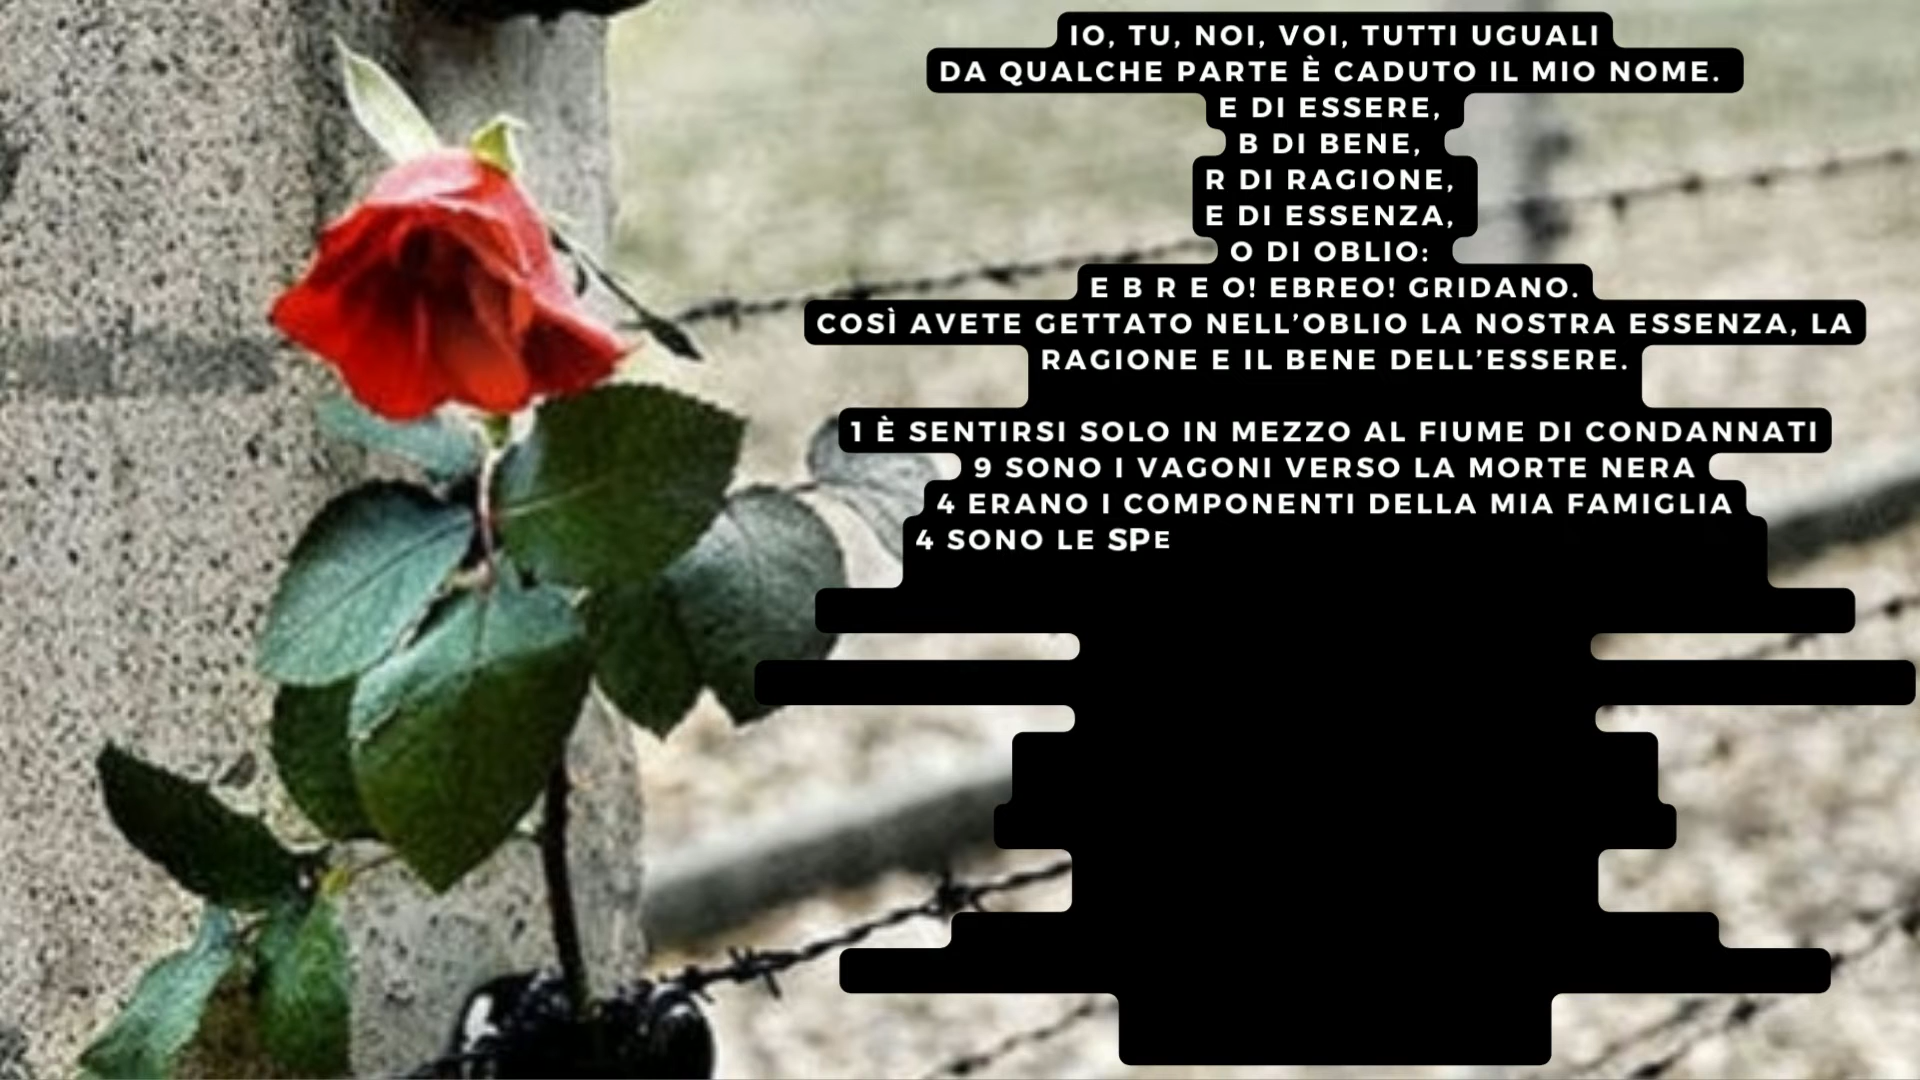 IO, TU, NOI, VOI, TUTTI UGUALI
DA QUALCHE PARTE È CADUTO IL MIO NOME.
E DI ESSERE,
B DI BENE,
R DI RAGIONE,
E DI ESSENZA,
O DI OBLIO:
E B R E O! EBREO! GRIDANO.
COSÌ AVETE GETTATO NELL’OBLIO LA NOSTRA ESSENZA, LA
RAGIONE E IL BENE DELL’ESSERE.
1 È SENTIRSI SOLO IN MEZZO AL FIUME DI CONDANNATI
9 SONO I VAGONI VERSO LA MORTE NERA
4 ERANO I COMPONENTI DELLA MIA FAMIGLIA
4 SONO LE SPE